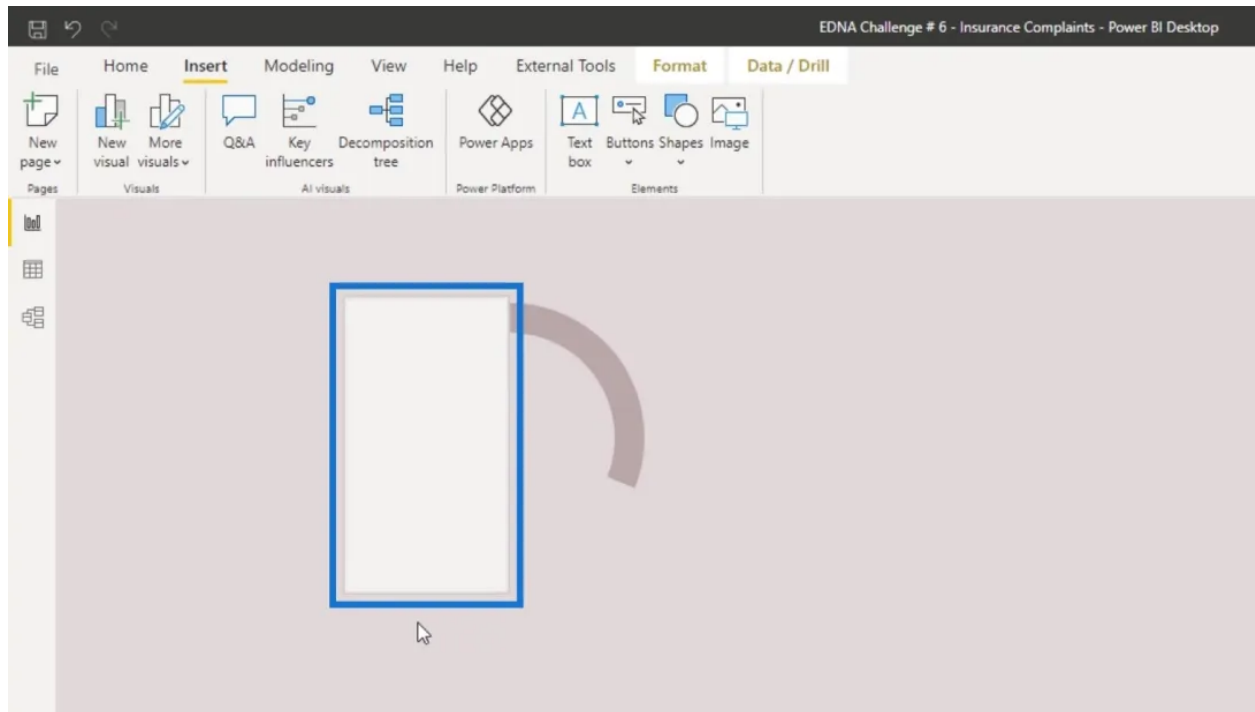 EDNA Challenge # 6 - Insurance Complaints - Power BI Desktop
File Home Insert Modeling View Help External Tools Format Data / Drill
New page
New visual
More visuals
Q&A
Key influencers
Decomposition tree
Power Apps
Text box
Buttons
Shapes
Image
Pages
Visuals
AI visuals
Power Platform
Elements
A